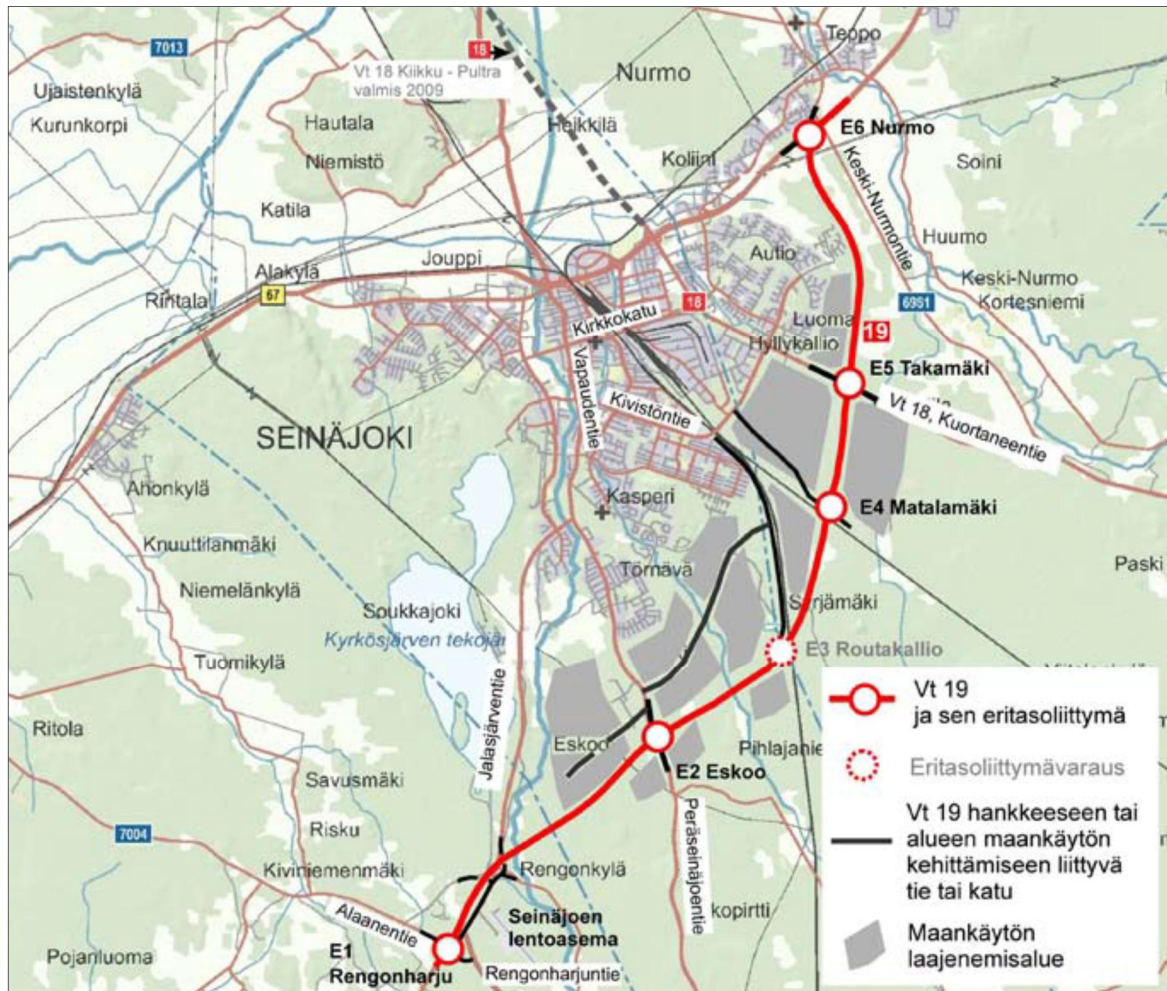 7013
18
Vt 18 Kiikku - Pultra
valmis 2009
Teppo
Nurmo
Ujaistenkylä
Kurunkorpi
Hautala
Heikkilä
E6 Nurmo
Niemistö
Koliini
Soini
Keski-Nurmontie
Katila
Jouppi
Autio
Huumo
Alakylä
Rintala
67
18
Keski-Nurmo
Kortesniemi
6981
Kirkkokatu
Luoma
19
Hyllykallio
Vapaudentie
E5 Takamäki
Kivistöntie
Vt 18, Kuortaneentie
SEINÄJOKI
Ahonkylä
Kasperi
E4 Matalamäki
Knuuttilanmäki
Paski
Niemelänkylä
Törnävä
Soukkajoki
Kyrkösjärven tekojär
E3 Routakallio
Tuomikylä
Jalasjärventie
Ritola
Eskoo
Pihlajanie
E2 Eskoo
Savusmäki
Peräseinäjoentie
7004
Risku
Kiviniemenmäki
Rengonkylä
kopirtti
Alaanentie
Seinäjoen
lentoasema
Pojanluoma
E1
Rengonharju
Rengonharjuntie
Vt 19
ja sen eritasoliittymä
Eritasoliittymävaraus
Vt 19 hankkeeseen tai
alueen maankäytön
kehittämiseen liittyvä
tie tai katu
Maankäytön
laajenemisalue